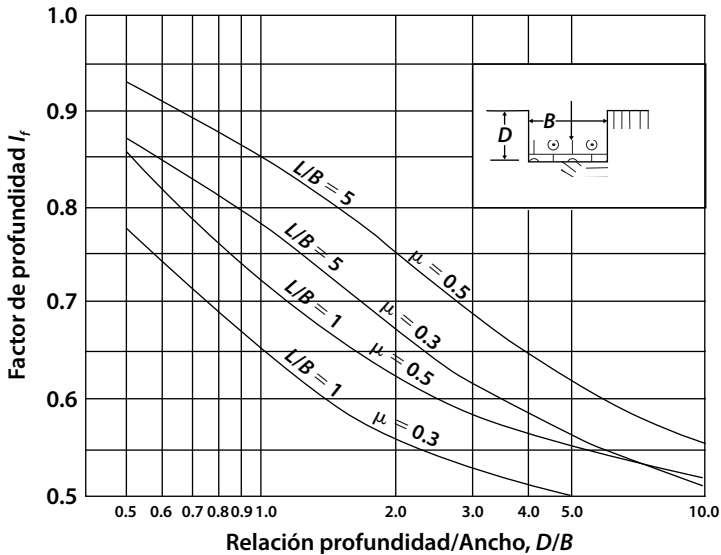 Factor de profundidad I_f
1.0
0.9
0.8
0.7
0.6
0.5
D
B
L/B = 5
L/B = 5
L/B = 1
L/B = 1
μ = 0.5
μ = 0.3
μ = 0.5
μ = 0.3
0.5 0.6 0.7 0.8 0.9 1.0 2.0 3.0 4.0 5.0 10.0
Relación profundidad/Ancho, D/B